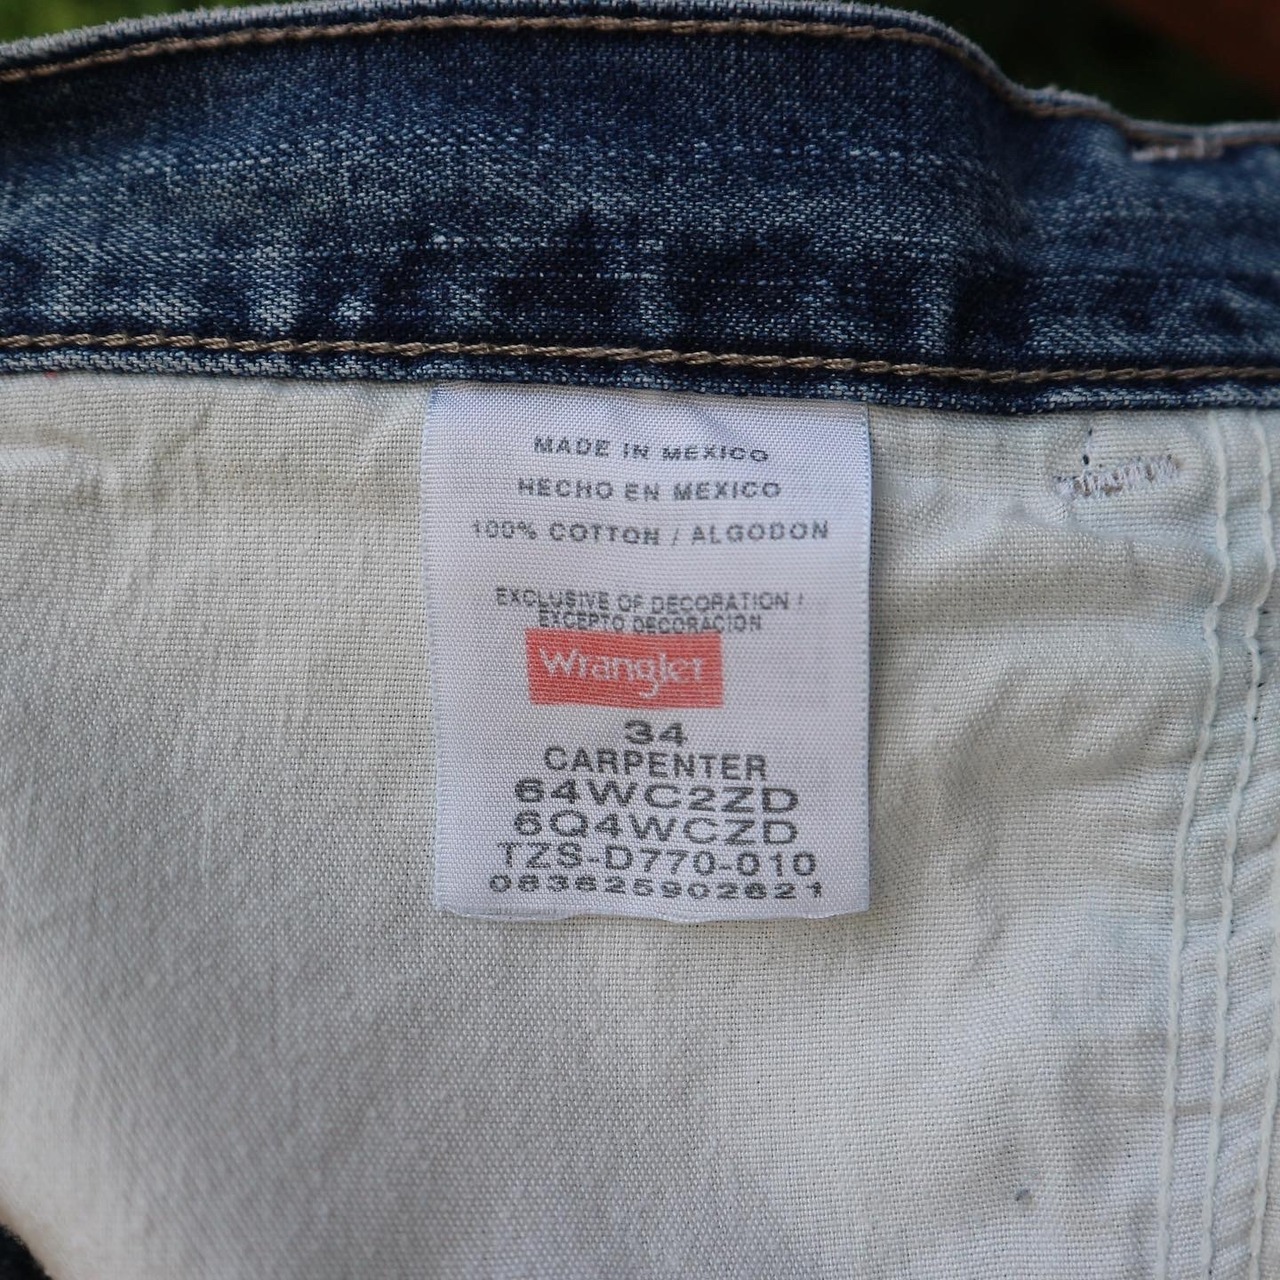 MADE IN MEXICO
HECHO EN MEXICO
100% COTTON / ALGODON
EXCLUSIVE OF DECORATION /
EXCEPTO DECORACION
Wrangler
34
CARPENTER
64WC2ZD
6Q4WCZD
TZS-D770-010
083625902621